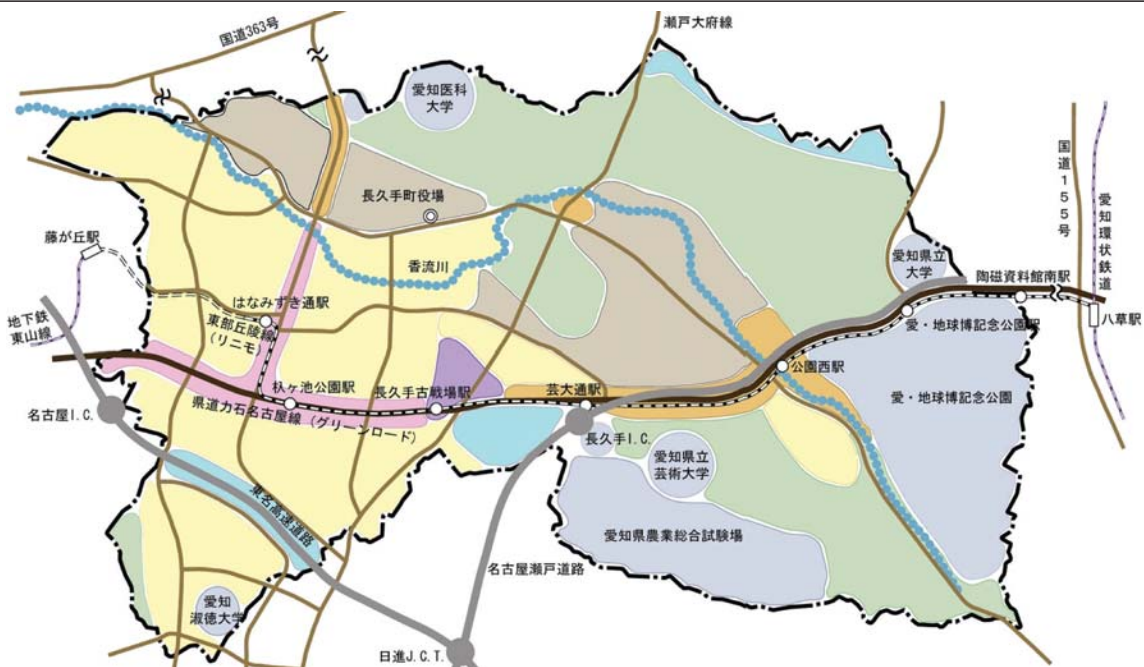 国道363号
瀬戸大府線
愛知医科
大学
国道155号
愛知環状鉄道
長久手町役場
藤が丘駅
香流川
愛知県立
大学
陶磁資料館南駅
地下鉄
東山線
はなみずき通駅
東部丘陵線
(リニモ)
愛・地球博記念公園駅
八草駅
公園西駅
杁ヶ池公園駅
長久手古戦場駅
芸大通駅
愛・地球博記念公園
県道力石名古屋線(グリーンロード)
名古屋I.C.
長久手I.C.
愛知県立
芸術大学
東名高速道路
愛知県農業総合試験場
名古屋瀬戸道路
愛知
淑徳大学
日進J.C.T.